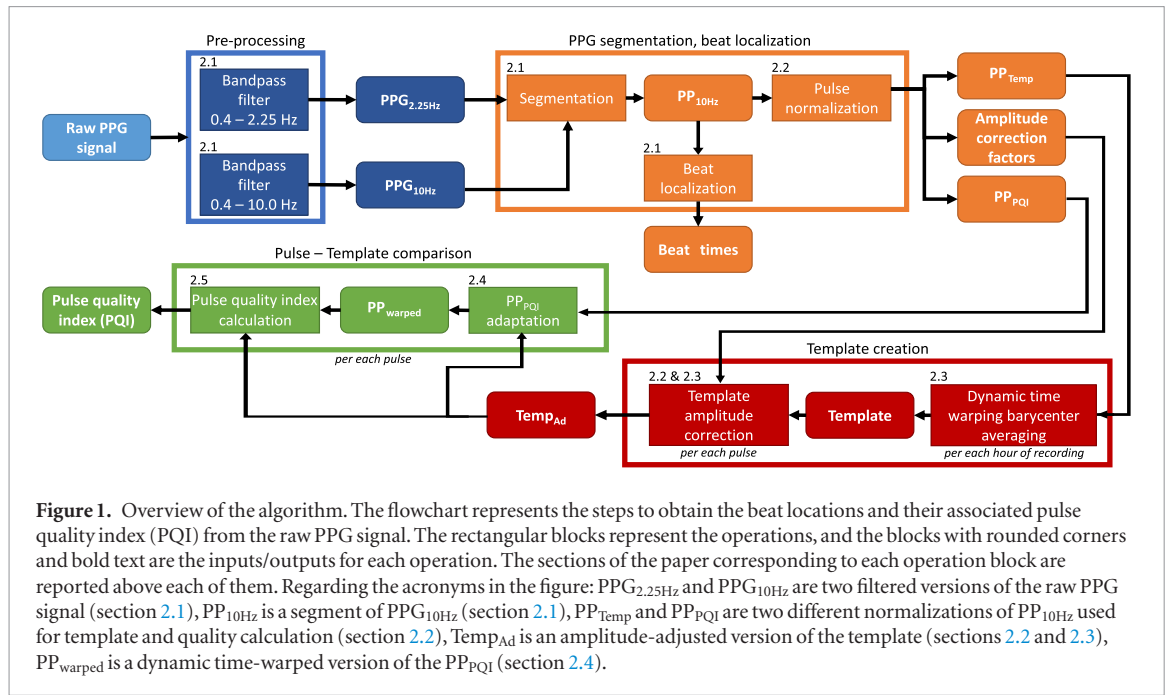 Pre-processing
PPG segmentation, beat localization
2.1
Bandpass
filter
0.4 – 2.25 Hz
2.1
Bandpass
filter
0.4 – 10.0 Hz
Raw PPG
signal
PPG2.25Hz
PPG10Hz
2.1
Segmentation
PP10Hz
2.2
Pulse
normalization
2.1
Beat
localization
Beat times
PPTemp
Amplitude
correction
factors
PPPQI
Pulse – Template comparison
Pulse quality
index (PQI)
2.5
Pulse quality index
calculation
PPwarped
2.4
PPPQI
adaptation
per each pulse
Template creation
TempAd
2.2 & 2.3
Template
amplitude
correction
per each pulse
Template
2.3
Dynamic time
warping barycenter
averaging
per each hour of recording
Figure 1. Overview of the algorithm. The flowchart represents the steps to obtain the beat locations and their associated pulse
quality index (PQI) from the raw PPG signal. The rectangular blocks represent the operations, and the blocks with rounded corners
and bold text are the inputs/outputs for each operation. The sections of the paper corresponding to each operation block are
reported above each of them. Regarding the acronyms in the figure: PPG2.25Hz and PPG10Hz are two filtered versions of the raw PPG
signal (section 2.1), PP10Hz is a segment of PPG10Hz (section 2.1), PPTemp and PPPQI are two different normalizations of PP10Hz used
for template and quality calculation (section 2.2), TempAd is an amplitude-adjusted version of the template (sections 2.2 and 2.3),
PPwarped is a dynamic time-warped version of the PPPQI (section 2.4).